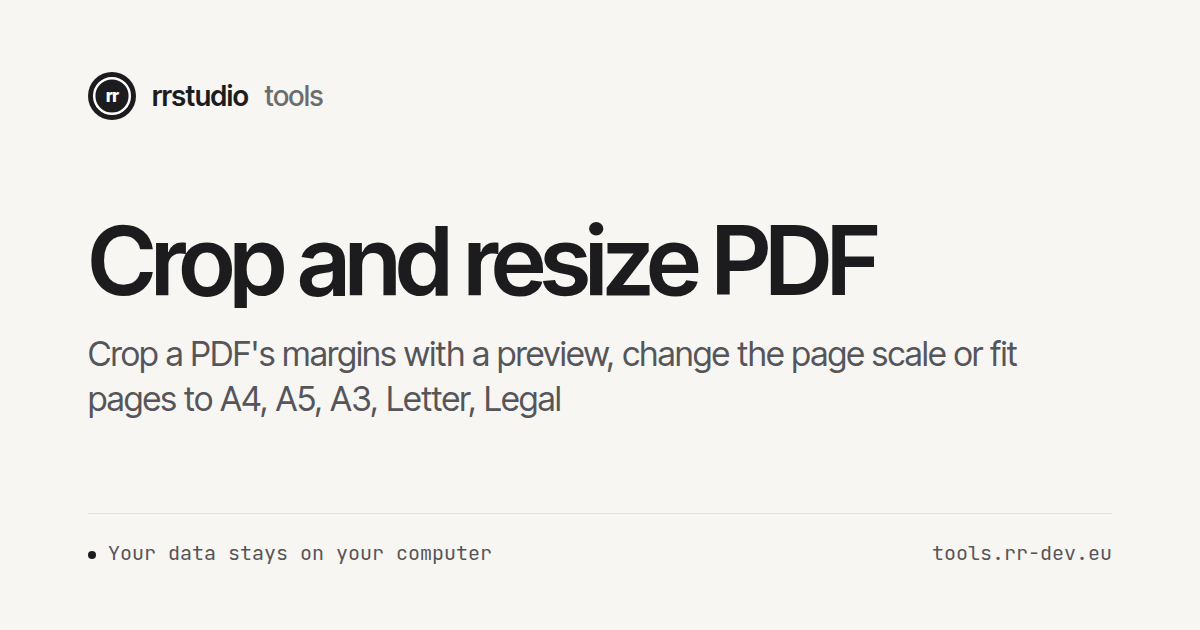 rr rrstudio tools
Crop and resize PDF
Crop a PDF's margins with a preview, change the page scale or fit
pages to A4, A5, A3, Letter, Legal
Your data stays on your computer
tools.rr-dev.eu